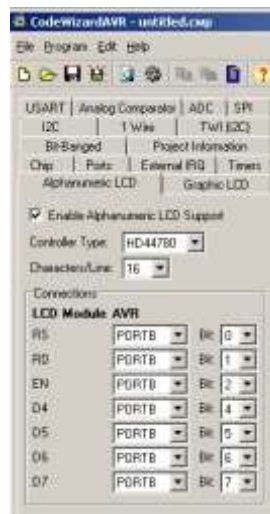 CodeWizardAVR - untitled.cwp
File Program Edit Help
USART Analog Comparator ADC SPI
I2C 1 Wire TWI (I2C)
Bit-Banged Project Information
Chip Ports External IRQ Timers
Alphanumeric LCD Graphic LCD
Enable Alphanumeric LCD Support
Controller Type: HD44780
Characters/Line: 16
Connections
LCD Module AVR
RS PORTB Bit: 0
RD PORTB Bit: 1
EN PORTB Bit: 2
D4 PORTB Bit: 4
D5 PORTB Bit: 5
D6 PORTB Bit: 6
D7 PORTB Bit: 7